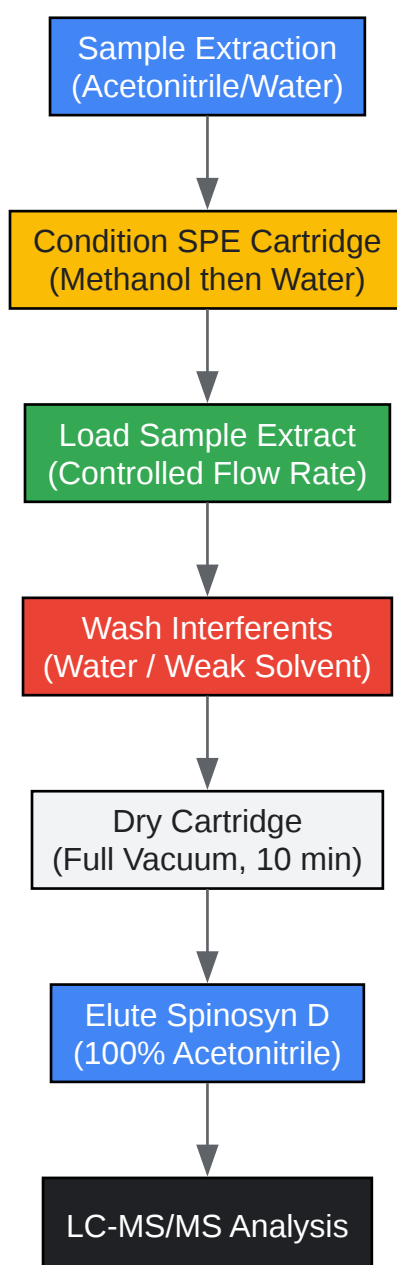 Sample Extraction
(Acetonitrile/Water)
Condition SPE Cartridge
(Methanol then Water)
Load Sample Extract
(Controlled Flow Rate)
Wash Interferents
(Water / Weak Solvent)
Dry Cartridge
(Full Vacuum, 10 min)
Elute Spinosyn D
(100% Acetonitrile)
LC-MS/MS Analysis